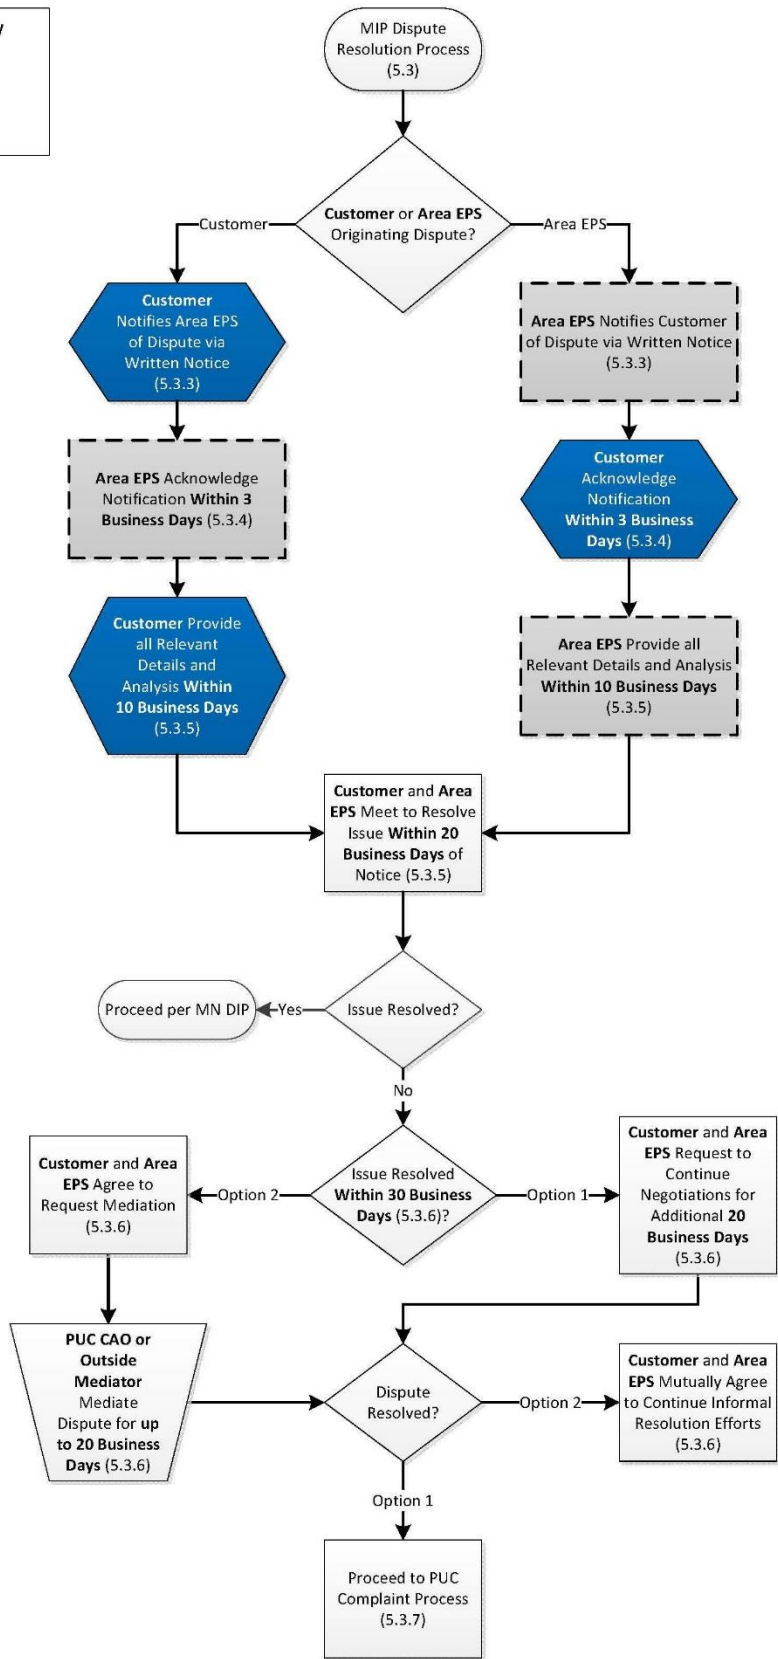 MIP Dispute
Resolution Process
(5.3)
Customer or Area EPS
Originating Dispute?
Customer
Area EPS
Customer
Notifies Area EPS
of Dispute via
Written Notice
(5.3.3)
Area EPS Notifies Customer
of Dispute via Written Notice
(5.3.3)
Area EPS Acknowledge
Notification Within 3
Business Days (5.3.4)
Customer
Acknowledge
Notification
Within 3 Business
Days (5.3.4)
Customer Provide
all Relevant
Details and
Analysis Within
10 Business Days
(5.3.5)
Area EPS Provide all
Relevant Details and Analysis
Within 10 Business Days
(5.3.5)
Customer and Area
EPS Meet to Resolve
Issue Within 20
Business Days of
Notice (5.3.5)
Issue Resolved?
Yes
Proceed per MN DIP
No
Issue Resolved
Within 30 Business
Days (5.3.6)?
Option 2
Option 1
Customer and Area
EPS Agree to
Request Mediation
(5.3.6)
Customer and Area
EPS Request to
Continue
Negotiations for
Additional 20
Business Days
(5.3.6)
PUC CAO or
Outside
Mediator
Mediate
Dispute for up
to 20 Business
Days (5.3.6)
Dispute
Resolved?
Option 2
Customer and Area
EPS Mutually Agree
to Continue Informal
Resolution Efforts
(5.3.6)
Option 1
Proceed to PUC
Complaint Process
(5.3.7)